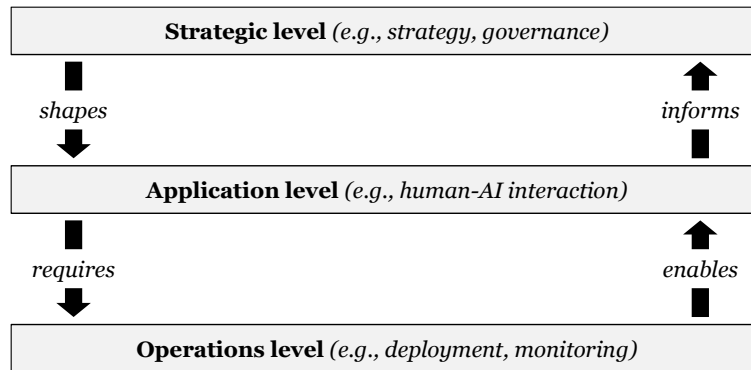 Strategic level (e.g., strategy, governance)
shapes informs
Application level (e.g., human-AI interaction)
requires enables
Operations level (e.g., deployment, monitoring)